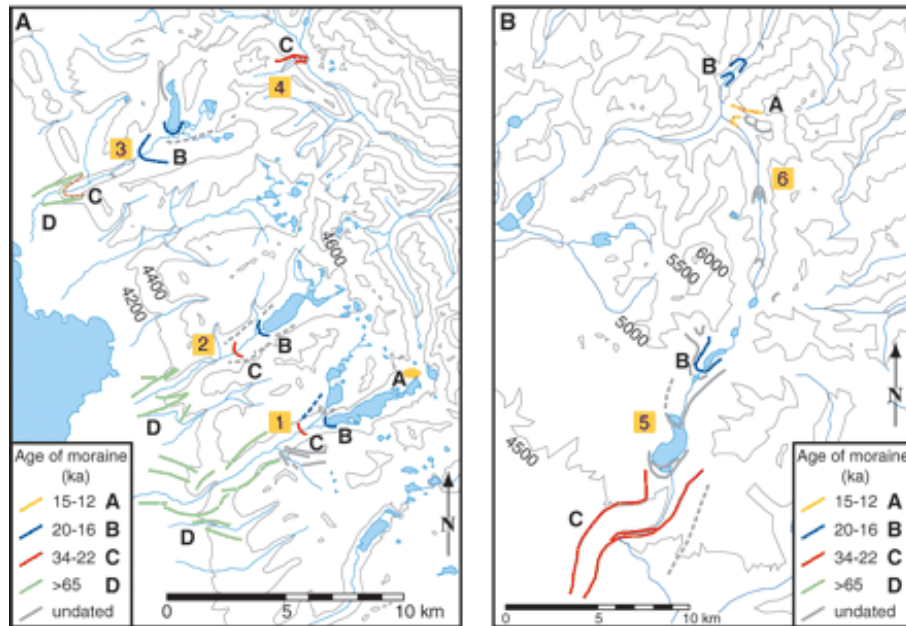 A
C
4
3
B
C
D
4600
4400
4200
2
B
C
A
1
B
C
D
D
N
Age of moraine
(ka)
15-12 A
20-16 B
34-22 C
>65 D
undated
0 5 10 km
B
B
A
6
6000
5500
5000
B
N
5
4500
C
Age of moraine
(ka)
15-12 A
20-16 B
34-22 C
>65 D
undated
0 5 10 km